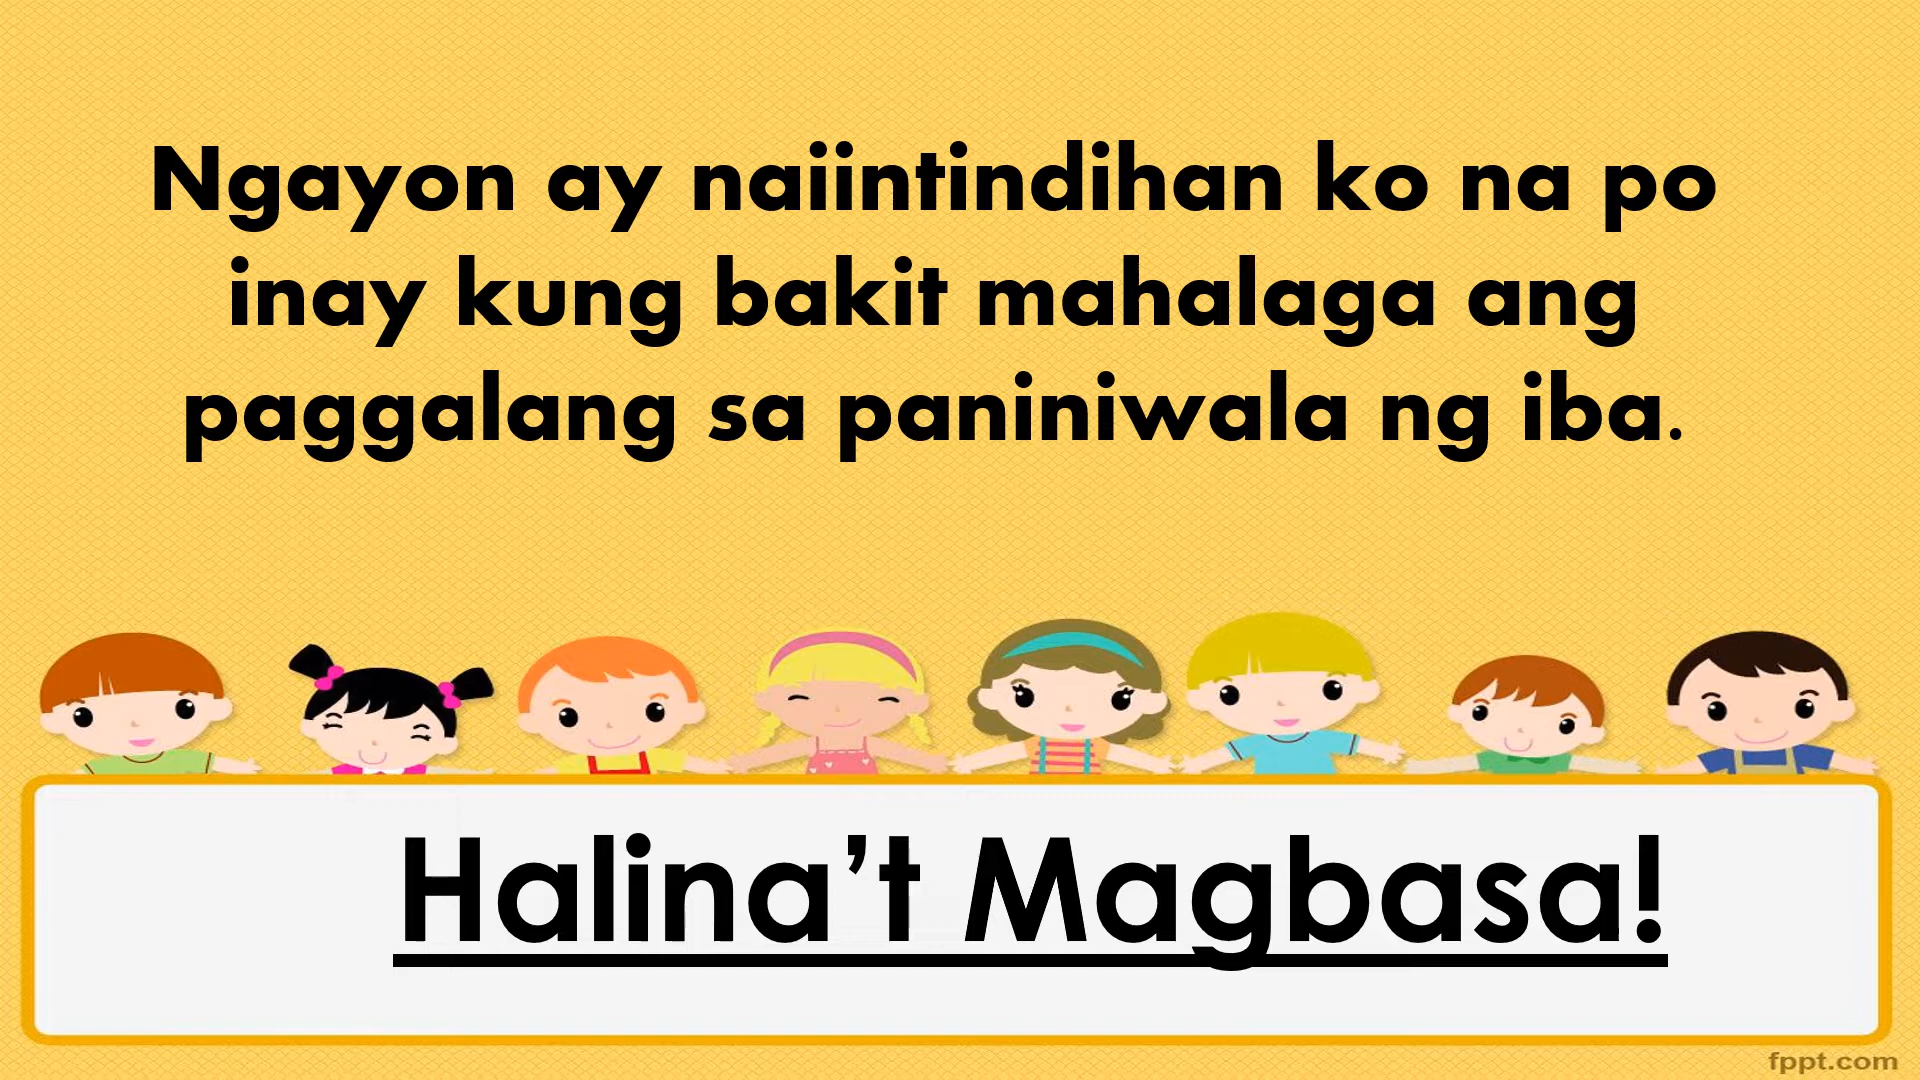 Ngayon ay naiintindihan ko na po
inay kung bakit mahalaga ang
paggalang sa paniniwala ng iba.
Halina’t Magbasa!
fppt.com